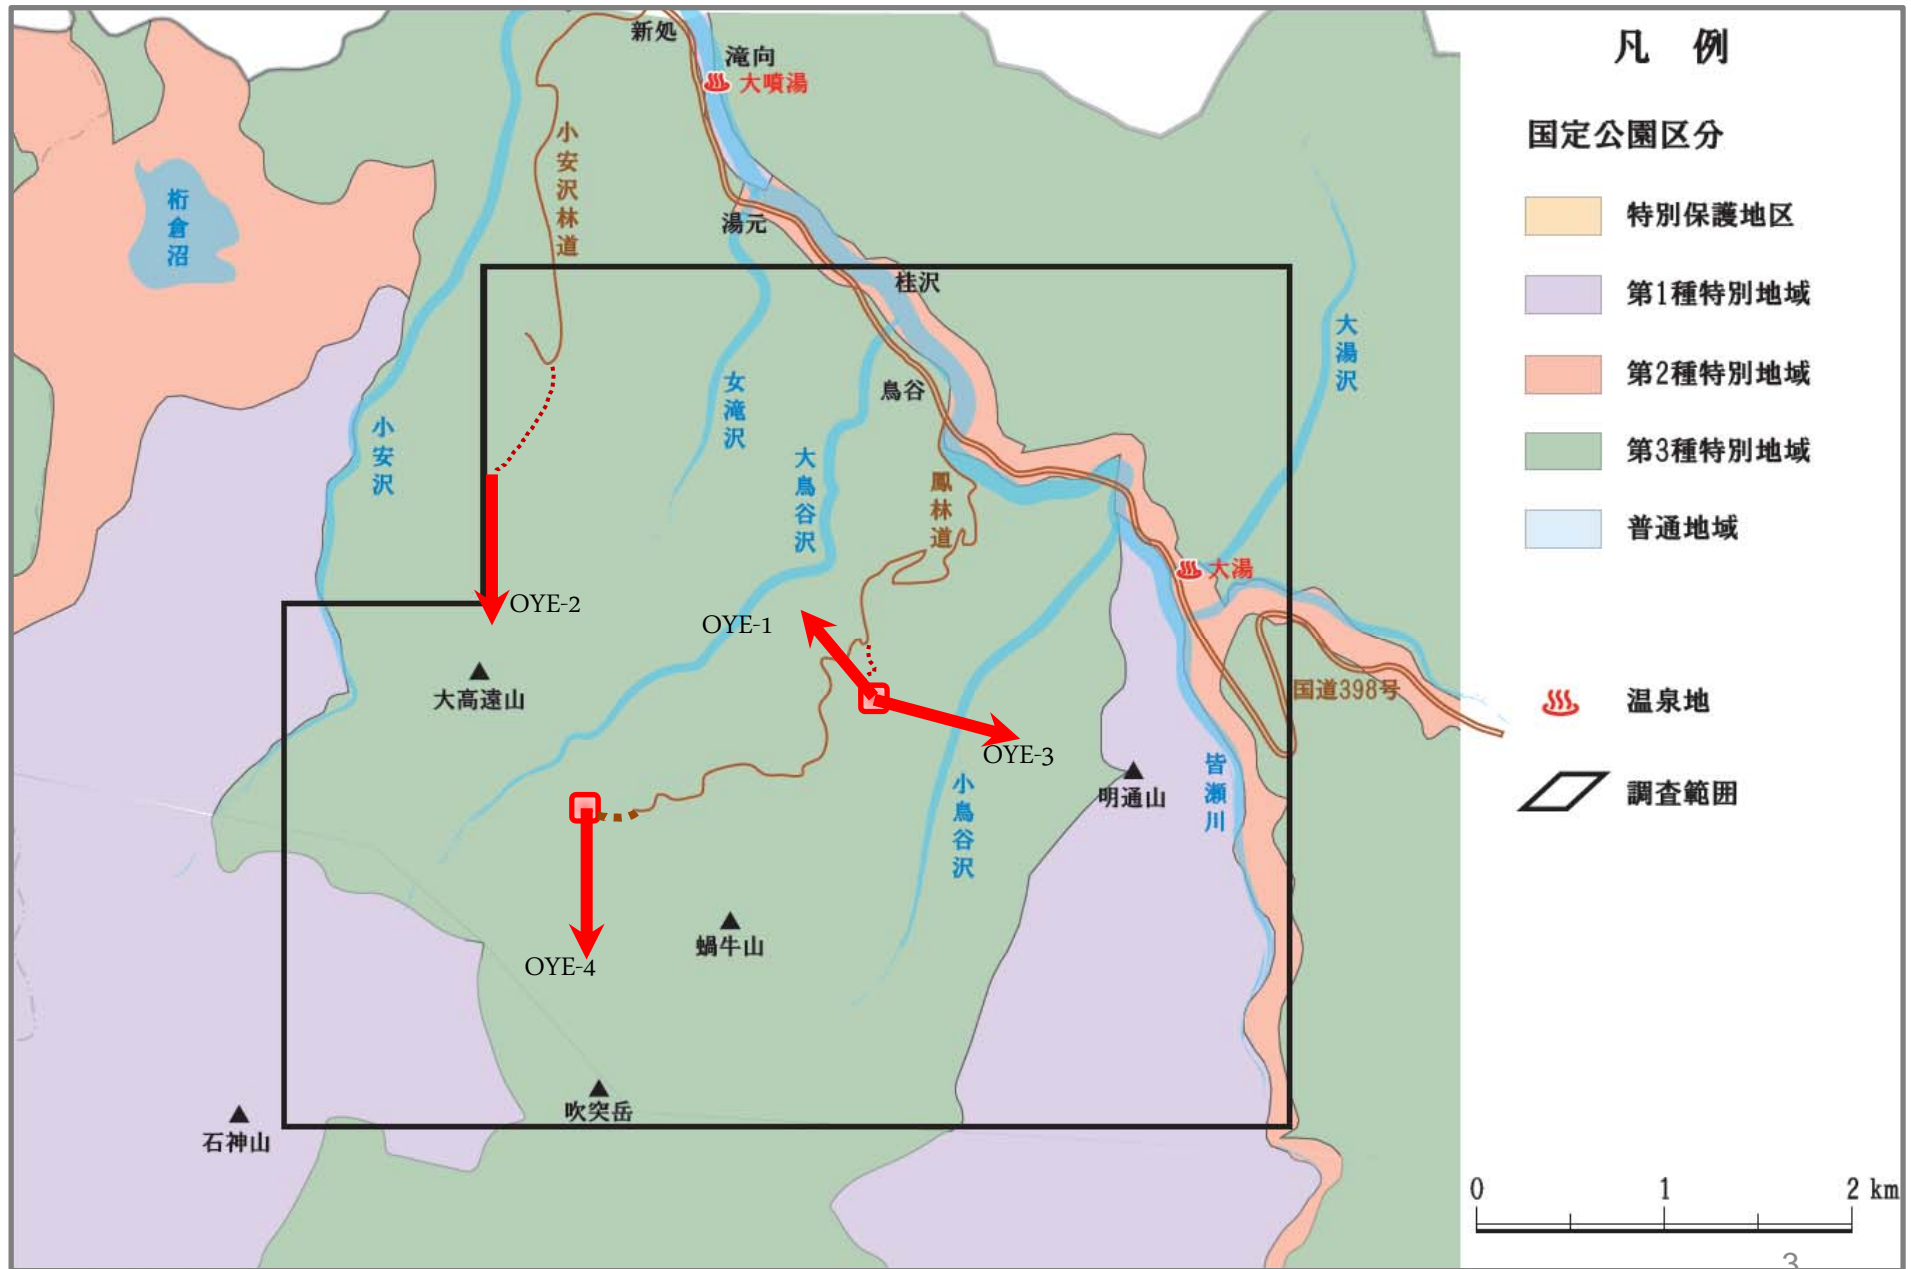 新処
滝向
大噴湯
小安沢林道
桁倉沼
湯元
桂沢
大湯沢
女滝沢
鳥谷
小安沢
大鳥谷沢
鳳林道
大湯
OYE-2
OYE-1
大高遠山
国道398号
OYE-3
小鳥谷沢
明通山
皆瀬川
蝸牛山
OYE-4
吹突岳
石神山
凡 例
国定公園区分
特別保護地区
第1種特別地域
第2種特別地域
第3種特別地域
普通地域
温泉地
調査範囲
0 1 2 km
3